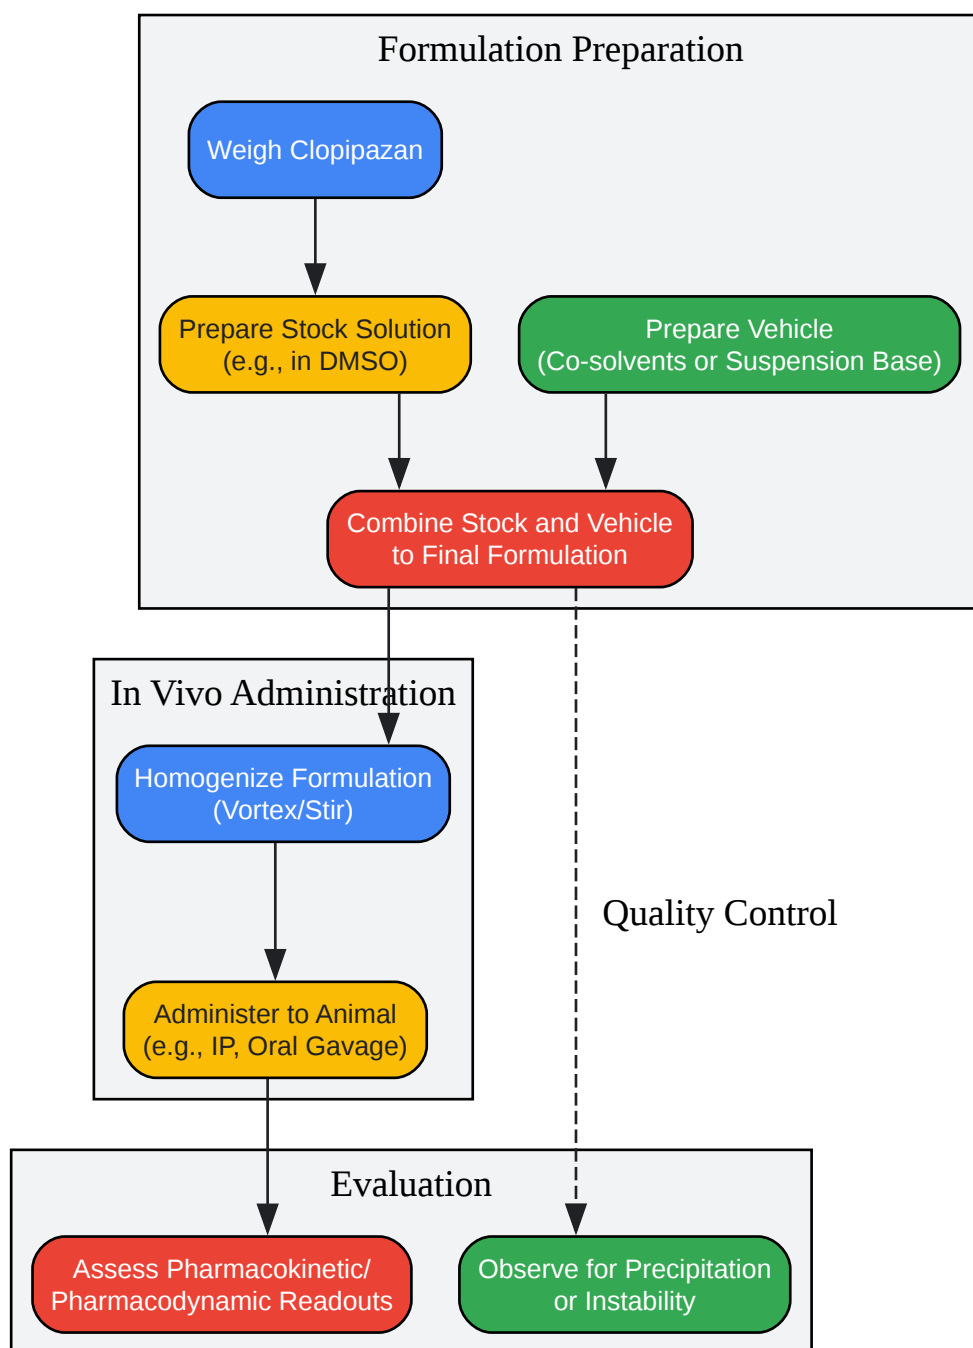 Formulation Preparation
Weigh Clopipazan
Prepare Stock Solution
(e.g., in DMSO)
Prepare Vehicle
(Co-solvents or Suspension Base)
Combine Stock and Vehicle
to Final Formulation
In Vivo Administration
Homogenize Formulation
(Vortex/Stir)
Quality Control
Administer to Animal
(e.g., IP, Oral Gavage)
Evaluation
Assess Pharmacokinetic/
Pharmacodynamic Readouts
Observe for Precipitation
or Instability